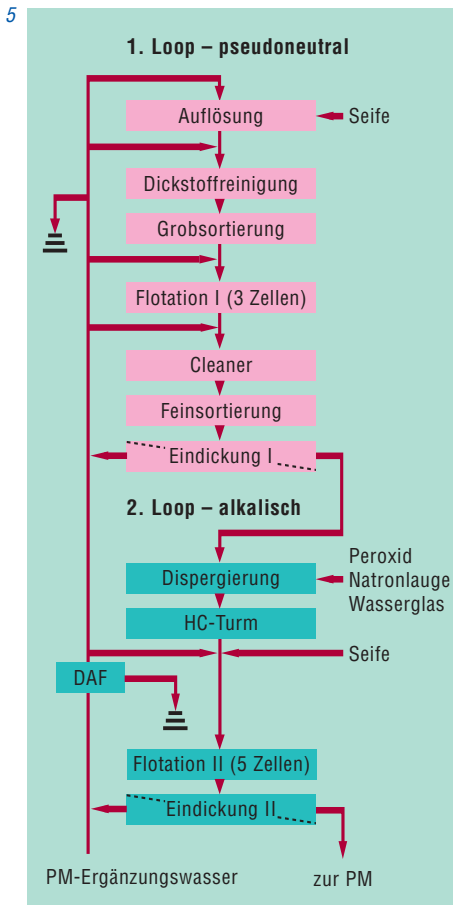 5
1. Loop – pseudoneutral
Auflösung
Seife
Dickstoffreinigung
Grobsortierung
Flotation I (3 Zellen)
Cleaner
Feinsortierung
Eindickung I
2. Loop – alkalisch
Dispergierung
Peroxid
Natronlauge
Wasserglas
HC-Turm
Seife
DAF
Flotation II (5 Zellen)
Eindickung II
PM-Ergänzungswasser
zur PM